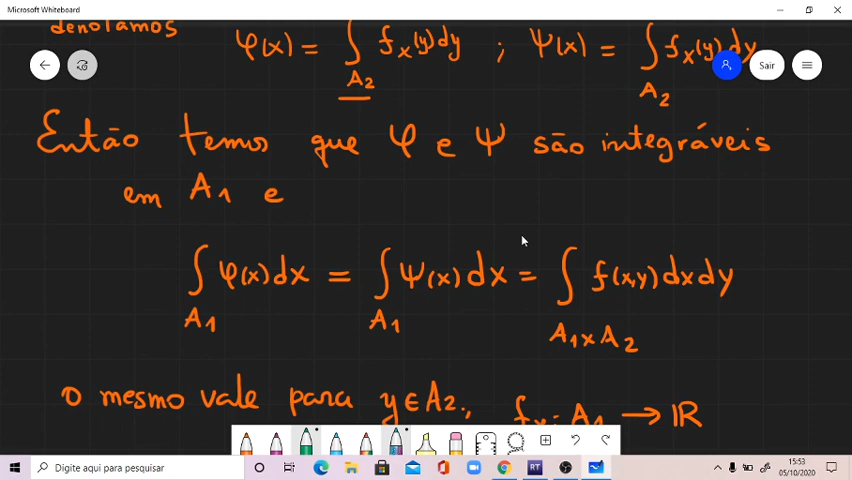 Microsoft Whiteboard
denotamos
φ(x) = ∫_{A2} f_x(y)dy ; Ψ(x) = ∫_{A2} f_x(y)dy
Sair
Então temos que φ e Ψ são integráveis
em A1 e
∫_{A1} φ(x)dx = ∫_{A1} Ψ(x)dx = ∫_{A1×A2} f(x,y)dxdy
O mesmo vale para y ∈ A2., f_x: A1 → ℝ
Digite aqui para pesquisar
RT
15:53
05/10/2020